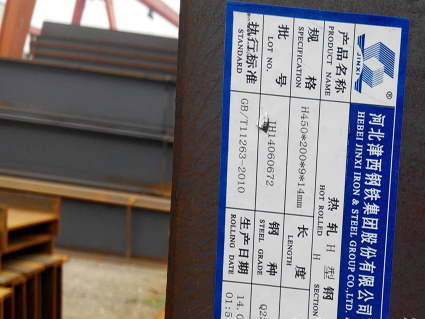 JINXI
®
河北津西钢铁集团股份有限公司
HEBEI JINXI IRON & STEEL GROUP CO.,LTD.
产品名称 热轧 H 型钢
PRODUCT NAME HOT ROLLED H SECTION
规格 H450*200*9*14mm 长度
SPECIFICATION LENGTH
批号 1H14060672 钢种
LOT NO. STEEL GRADE
执行标准 GB/T11263-2010 生产日期
STANDARD ROLLING DATE